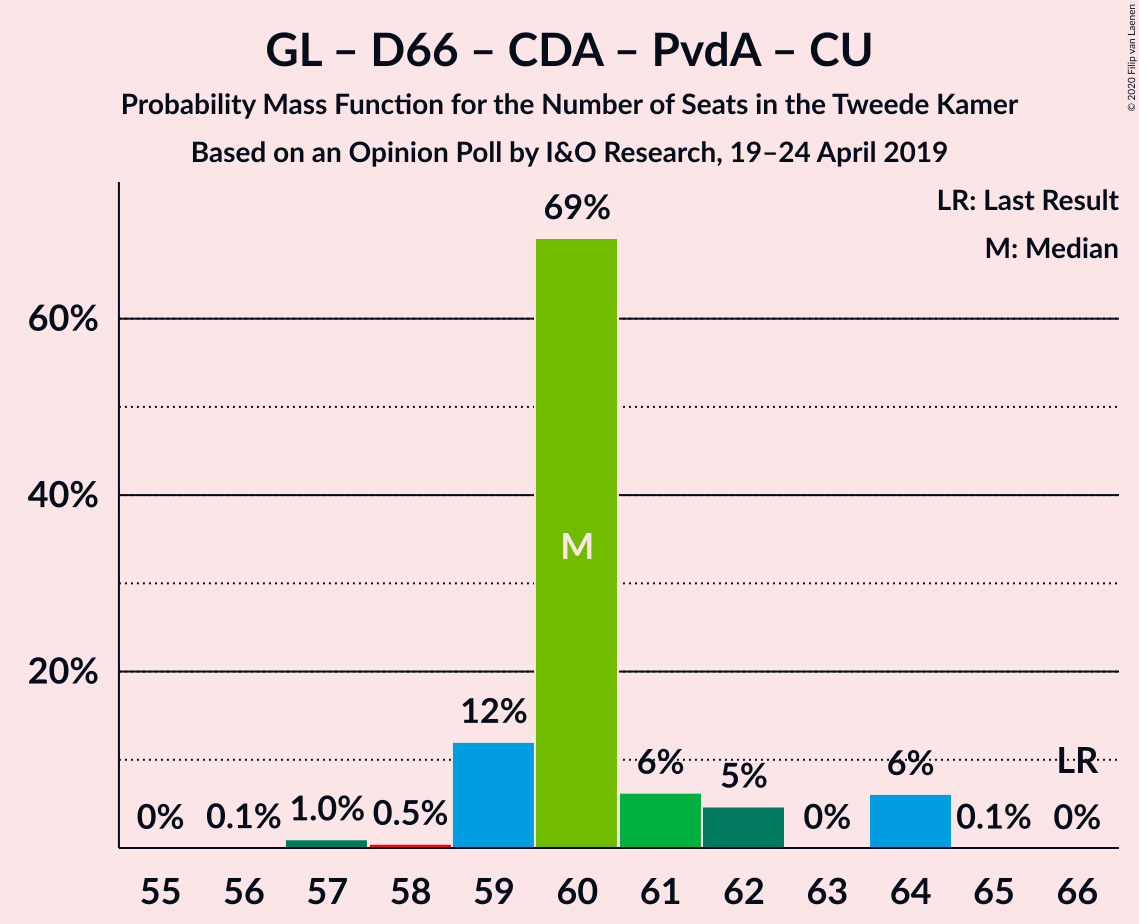 GL – D66 – CDA – PvdA – CU
Probability Mass Function for the Number of Seats in the Tweede Kamer
Based on an Opinion Poll by I&O Research, 19–24 April 2019
© 2020 Filip van Laenen
LR: Last Result
M: Median
69%
60%
40%
M
20%
12%
6%
5%
6%
LR
0%
0.1%
1.0%
0.5%
0%
0.1%
0%
55 56 57 58 59 60 61 62 63 64 65 66